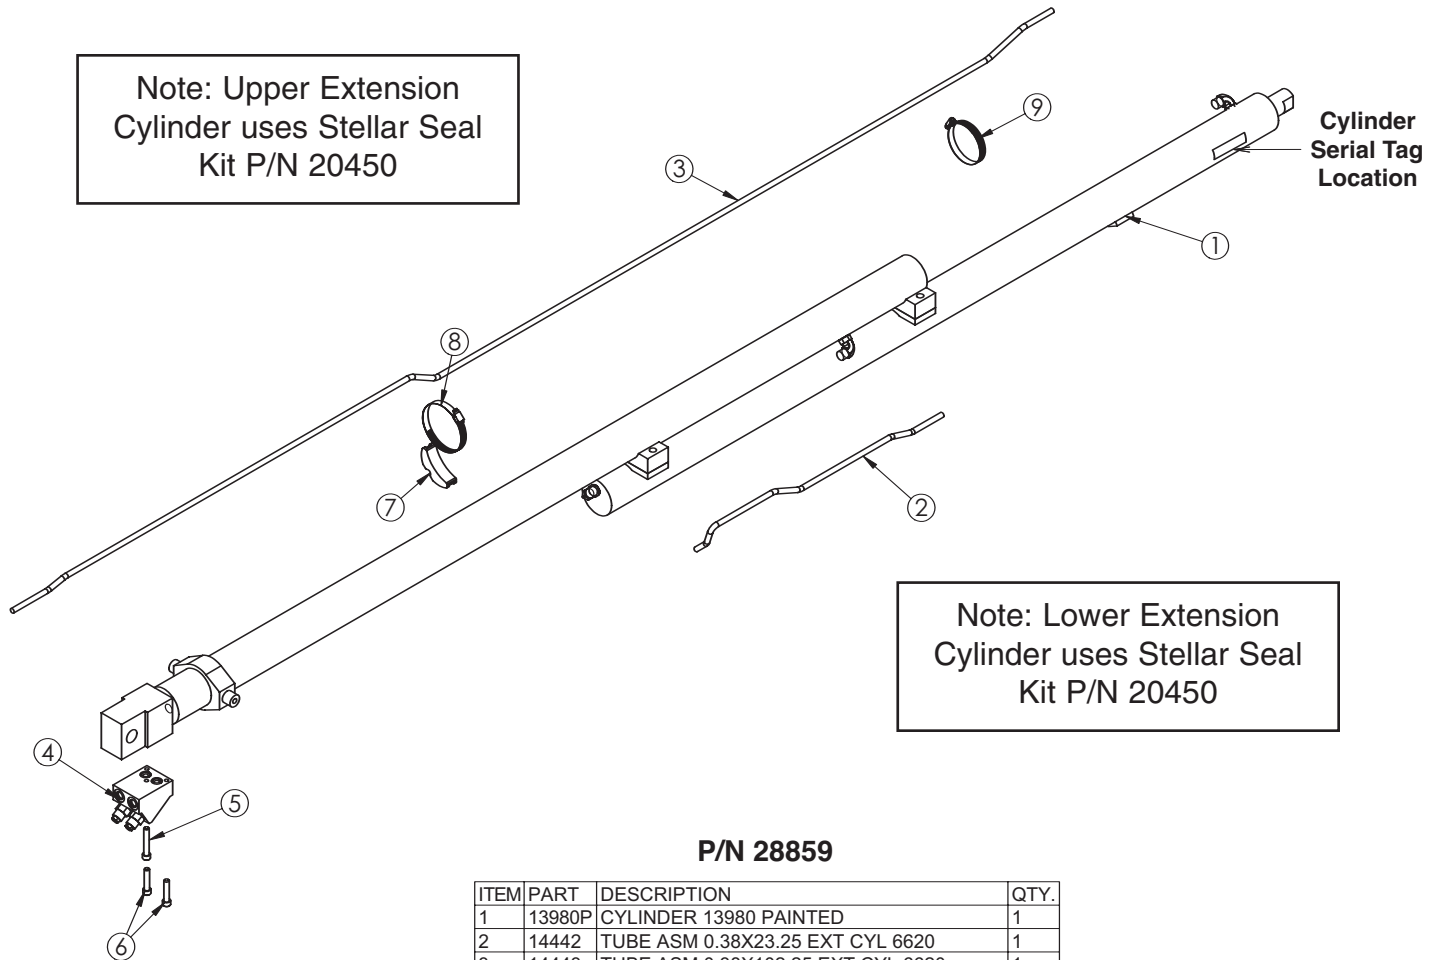 Note: Upper Extension
Cylinder uses Stellar Seal
Kit P/N 20450
9
Cylinder
Serial Tag
Location
3
1
8
7
2
Note: Lower Extension
Cylinder uses Stellar Seal
Kit P/N 20450
4
5
6
P/N 28859
ITEM PART DESCRIPTION QTY.
1 13980P CYLINDER 13980 PAINTED 1
2 14442 TUBE ASM 0.38X23.25 EXT CYL 6620 1